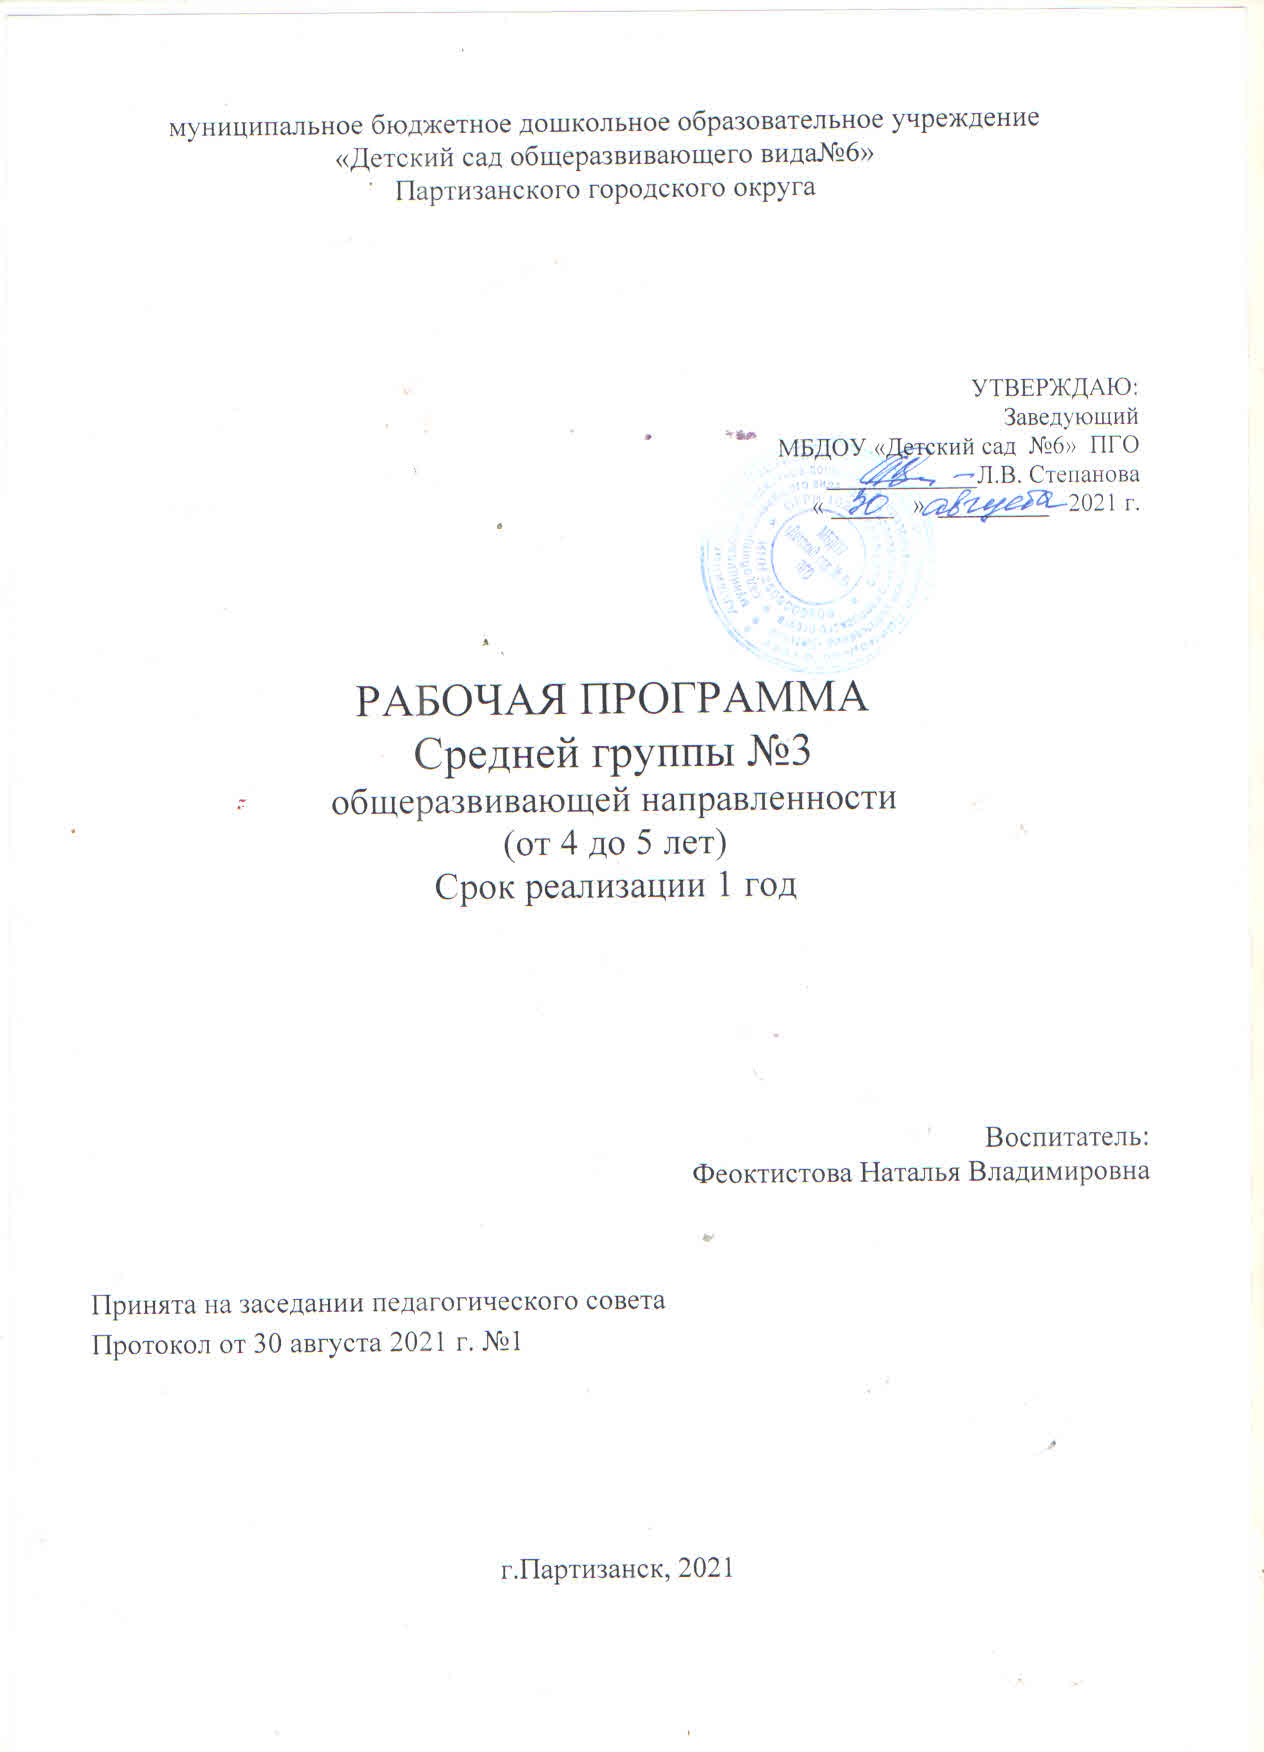 муниципальное бюджетное дошкольное образовательное учреждение
«Детский сад общеразвивающего вида№6»
Партизанского городского округа
УТВЕРЖДАЮ:
Заведующий
МБДОУ «Детский сад №6» ПГО
Л.В. Степанова
« 30 » августа 2021 г.
РАБОЧАЯ ПРОГРАММА
Средней группы №3
общеразвивающей направленности
(от 4 до 5 лет)
Срок реализации 1 год
Воспитатель:
Феоктистова Наталья Владимировна
Принята на заседании педагогического совета
Протокол от 30 августа 2021 г. №1
г.Партизанск, 2021